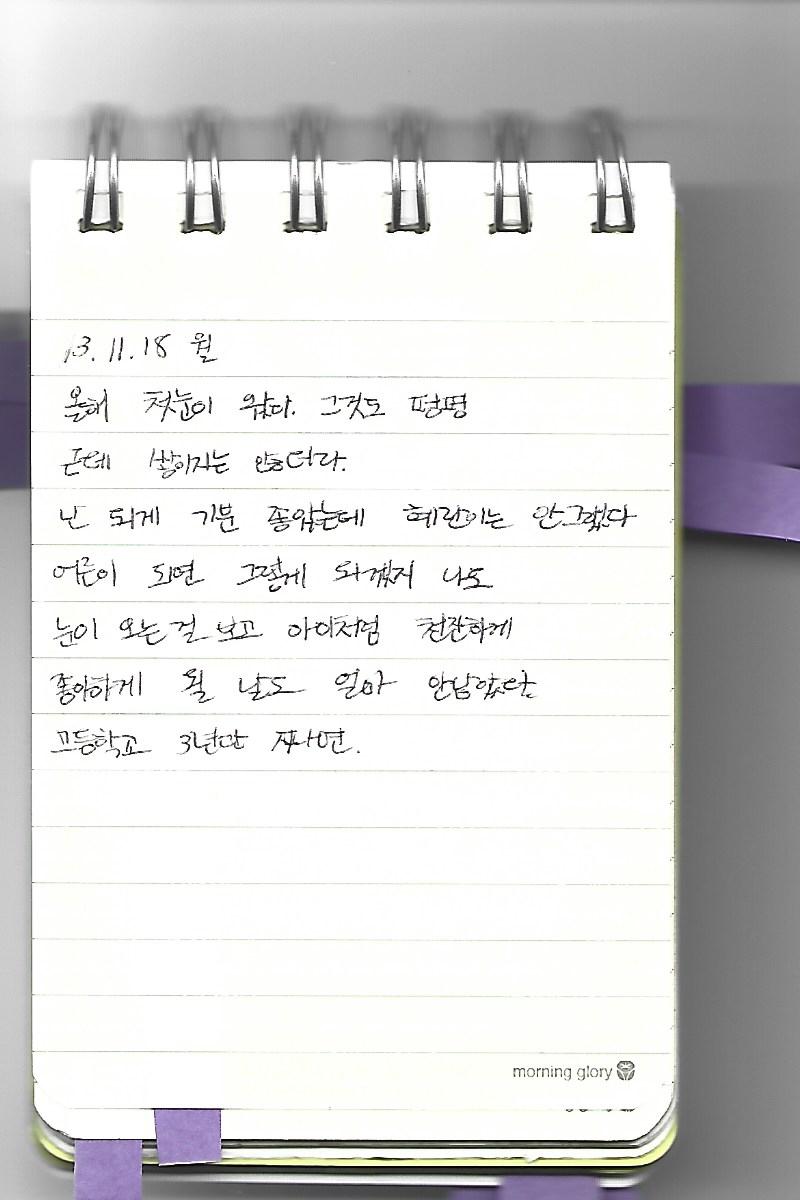 13.11.18 월
올해 첫눈이 왔다. 그것도 펑펑
근데 쌓이지는 않더라.
난 되게 기분 좋았는데 혜린이는 안그랬다
어른이 되면 그렇게 되겠지 나도
눈이 오는걸 보고 아이처럼 천진하게
좋아하게 될 날도 얼마 안남았단
고등학교 3년만 지나면.
morning glory